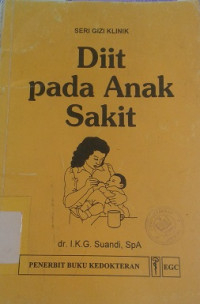 SERI GIZI KLINIK
Diit
pada Anak
Sakit
dr. I.K.G. Suandi, SpA
PENERBIT BUKU KEDOKTERAN
EGC